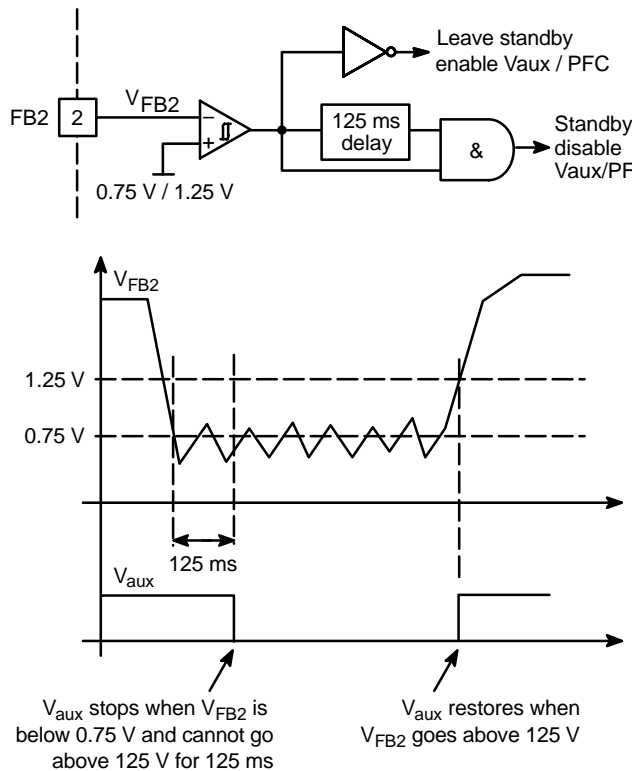 Leave standby
enable Vaux / PFC
FB2
2
VFB2
−
+
125 ms
delay
&
Standby
disable
Vaux/PF
0.75 V / 1.25 V
VFB2
1.25 V
0.75 V
125 ms
Vaux
Vaux stops when VFB2 is
below 0.75 V and cannot go
above 125 V for 125 ms
Vaux restores when
VFB2 goes above 125 V